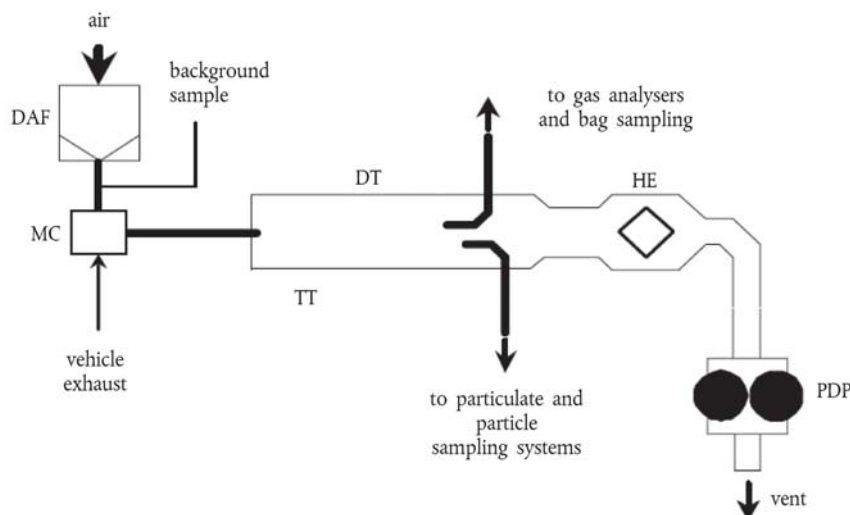 air
background
sample
DAF
to gas analysers
and bag sampling
DT
HE
MC
TT
vehicle
exhaust
to particulate and
particle
sampling systems
PDP
vent